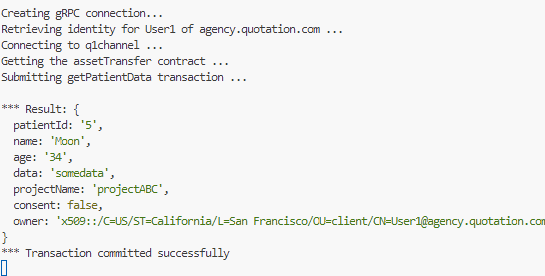 Creating gRPC connection...
Retrieving identity for User1 of agency.quotation.com ...
Connecting to q1channel ...
Getting the assetTransfer contract ...
Submitting getPatientData transaction ...
*** Result: {
  patientId: '5',
  name: 'Moon',
  age: '34',
  data: 'somedata',
  projectName: 'projectABC',
  consent: false,
  owner: 'x509::/C=US/ST=California/L=San Francisco/OU=client/CN=User1@agency.quotation.com
}
*** Transaction committed successfully